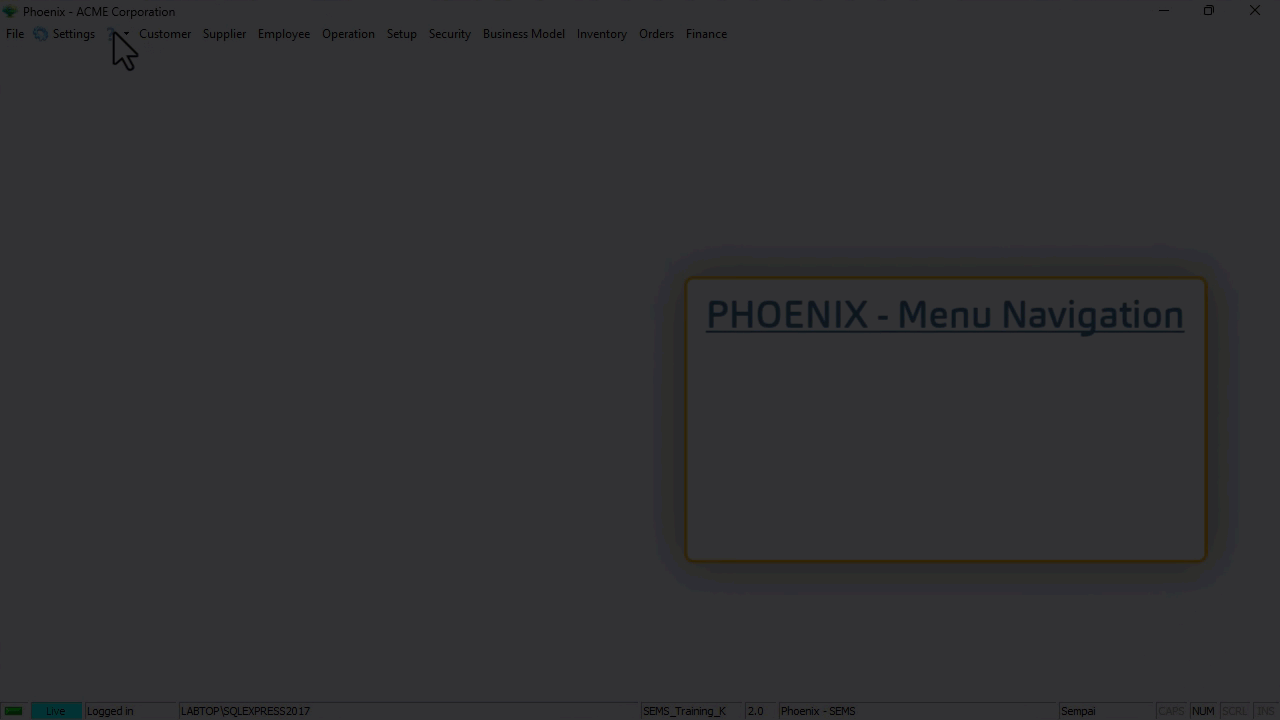 Phoenix - ACME Corporation
File Settings ? Customer Supplier Employee Operation Setup Security Business Model Inventory Orders Finance
PHOENIX - Menu Navigation
Live Logged in LABTOP\SQLEXPRESS2017 SEMS_Training_K 2.0 Phoenix - SEMS Sempai CAPS NUM SCRL INS